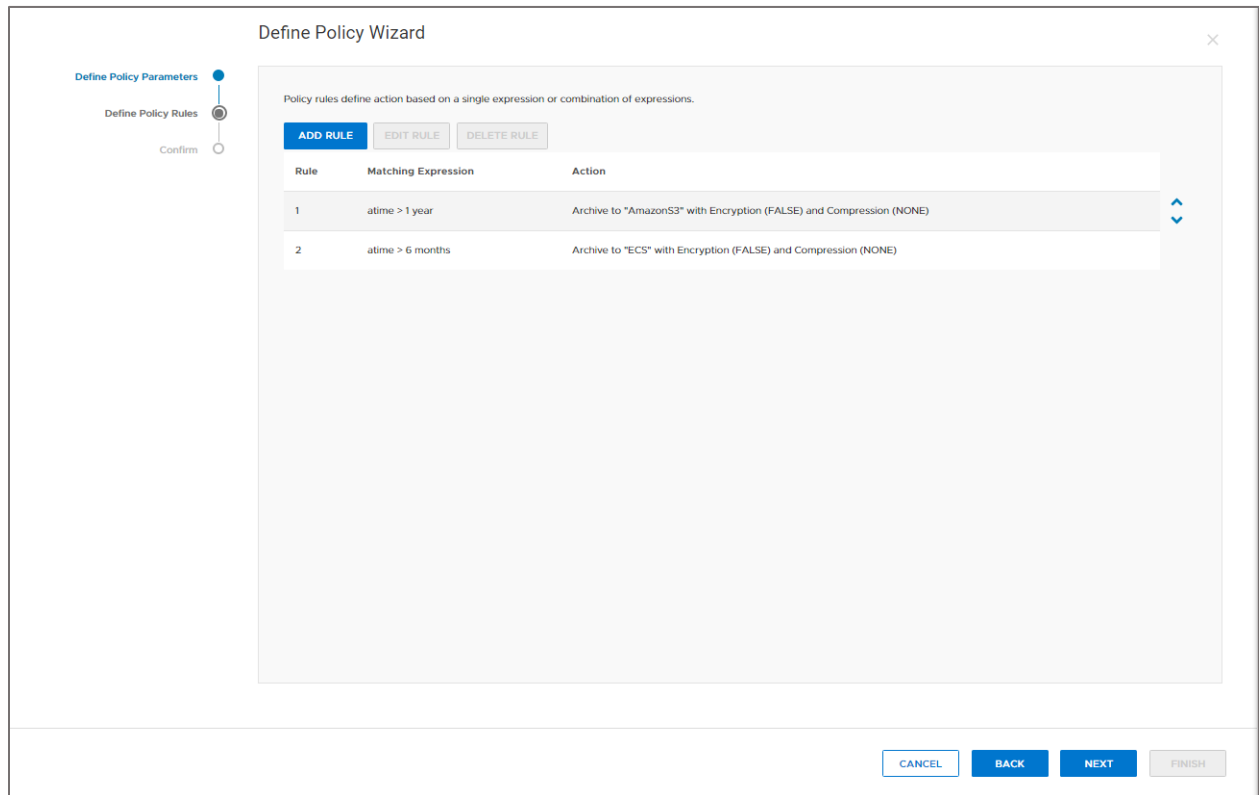 Define Policy Wizard
Define Policy Parameters
Define Policy Rules
Confirm
Policy rules define action based on a single expression or combination of expressions.
ADD RULE EDIT RULE DELETE RULE
Rule Matching Expression Action
1 atime > 1 year Archive to "AmazonS3" with Encryption (FALSE) and Compression (NONE)
2 atime > 6 months Archive to "ECS" with Encryption (FALSE) and Compression (NONE)
CANCEL BACK NEXT FINISH